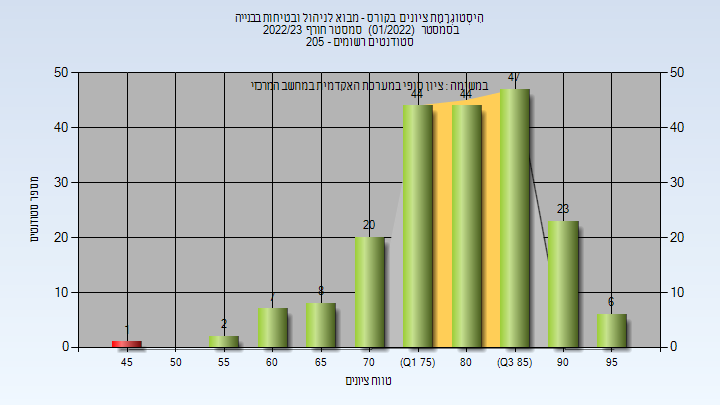 היסטוגרמת ציונים בקורס - מבוא לניהול ובטיחות בבנייה
בסמסטר (01/2022) סמסטר חורף 2022/23
סטודנטים רשומים - 205
במשימה : ציון סופי במערכת האקדמית במחשב המרכזי
מספר סטודנטים
50 50
40 40
30 30
20 20
10 10
0 0
1 2 7 8 20 44 44 47 23 6
45 50 55 60 65 70 (Q1 75) 80 (Q3 85) 90 95
טווח ציונים